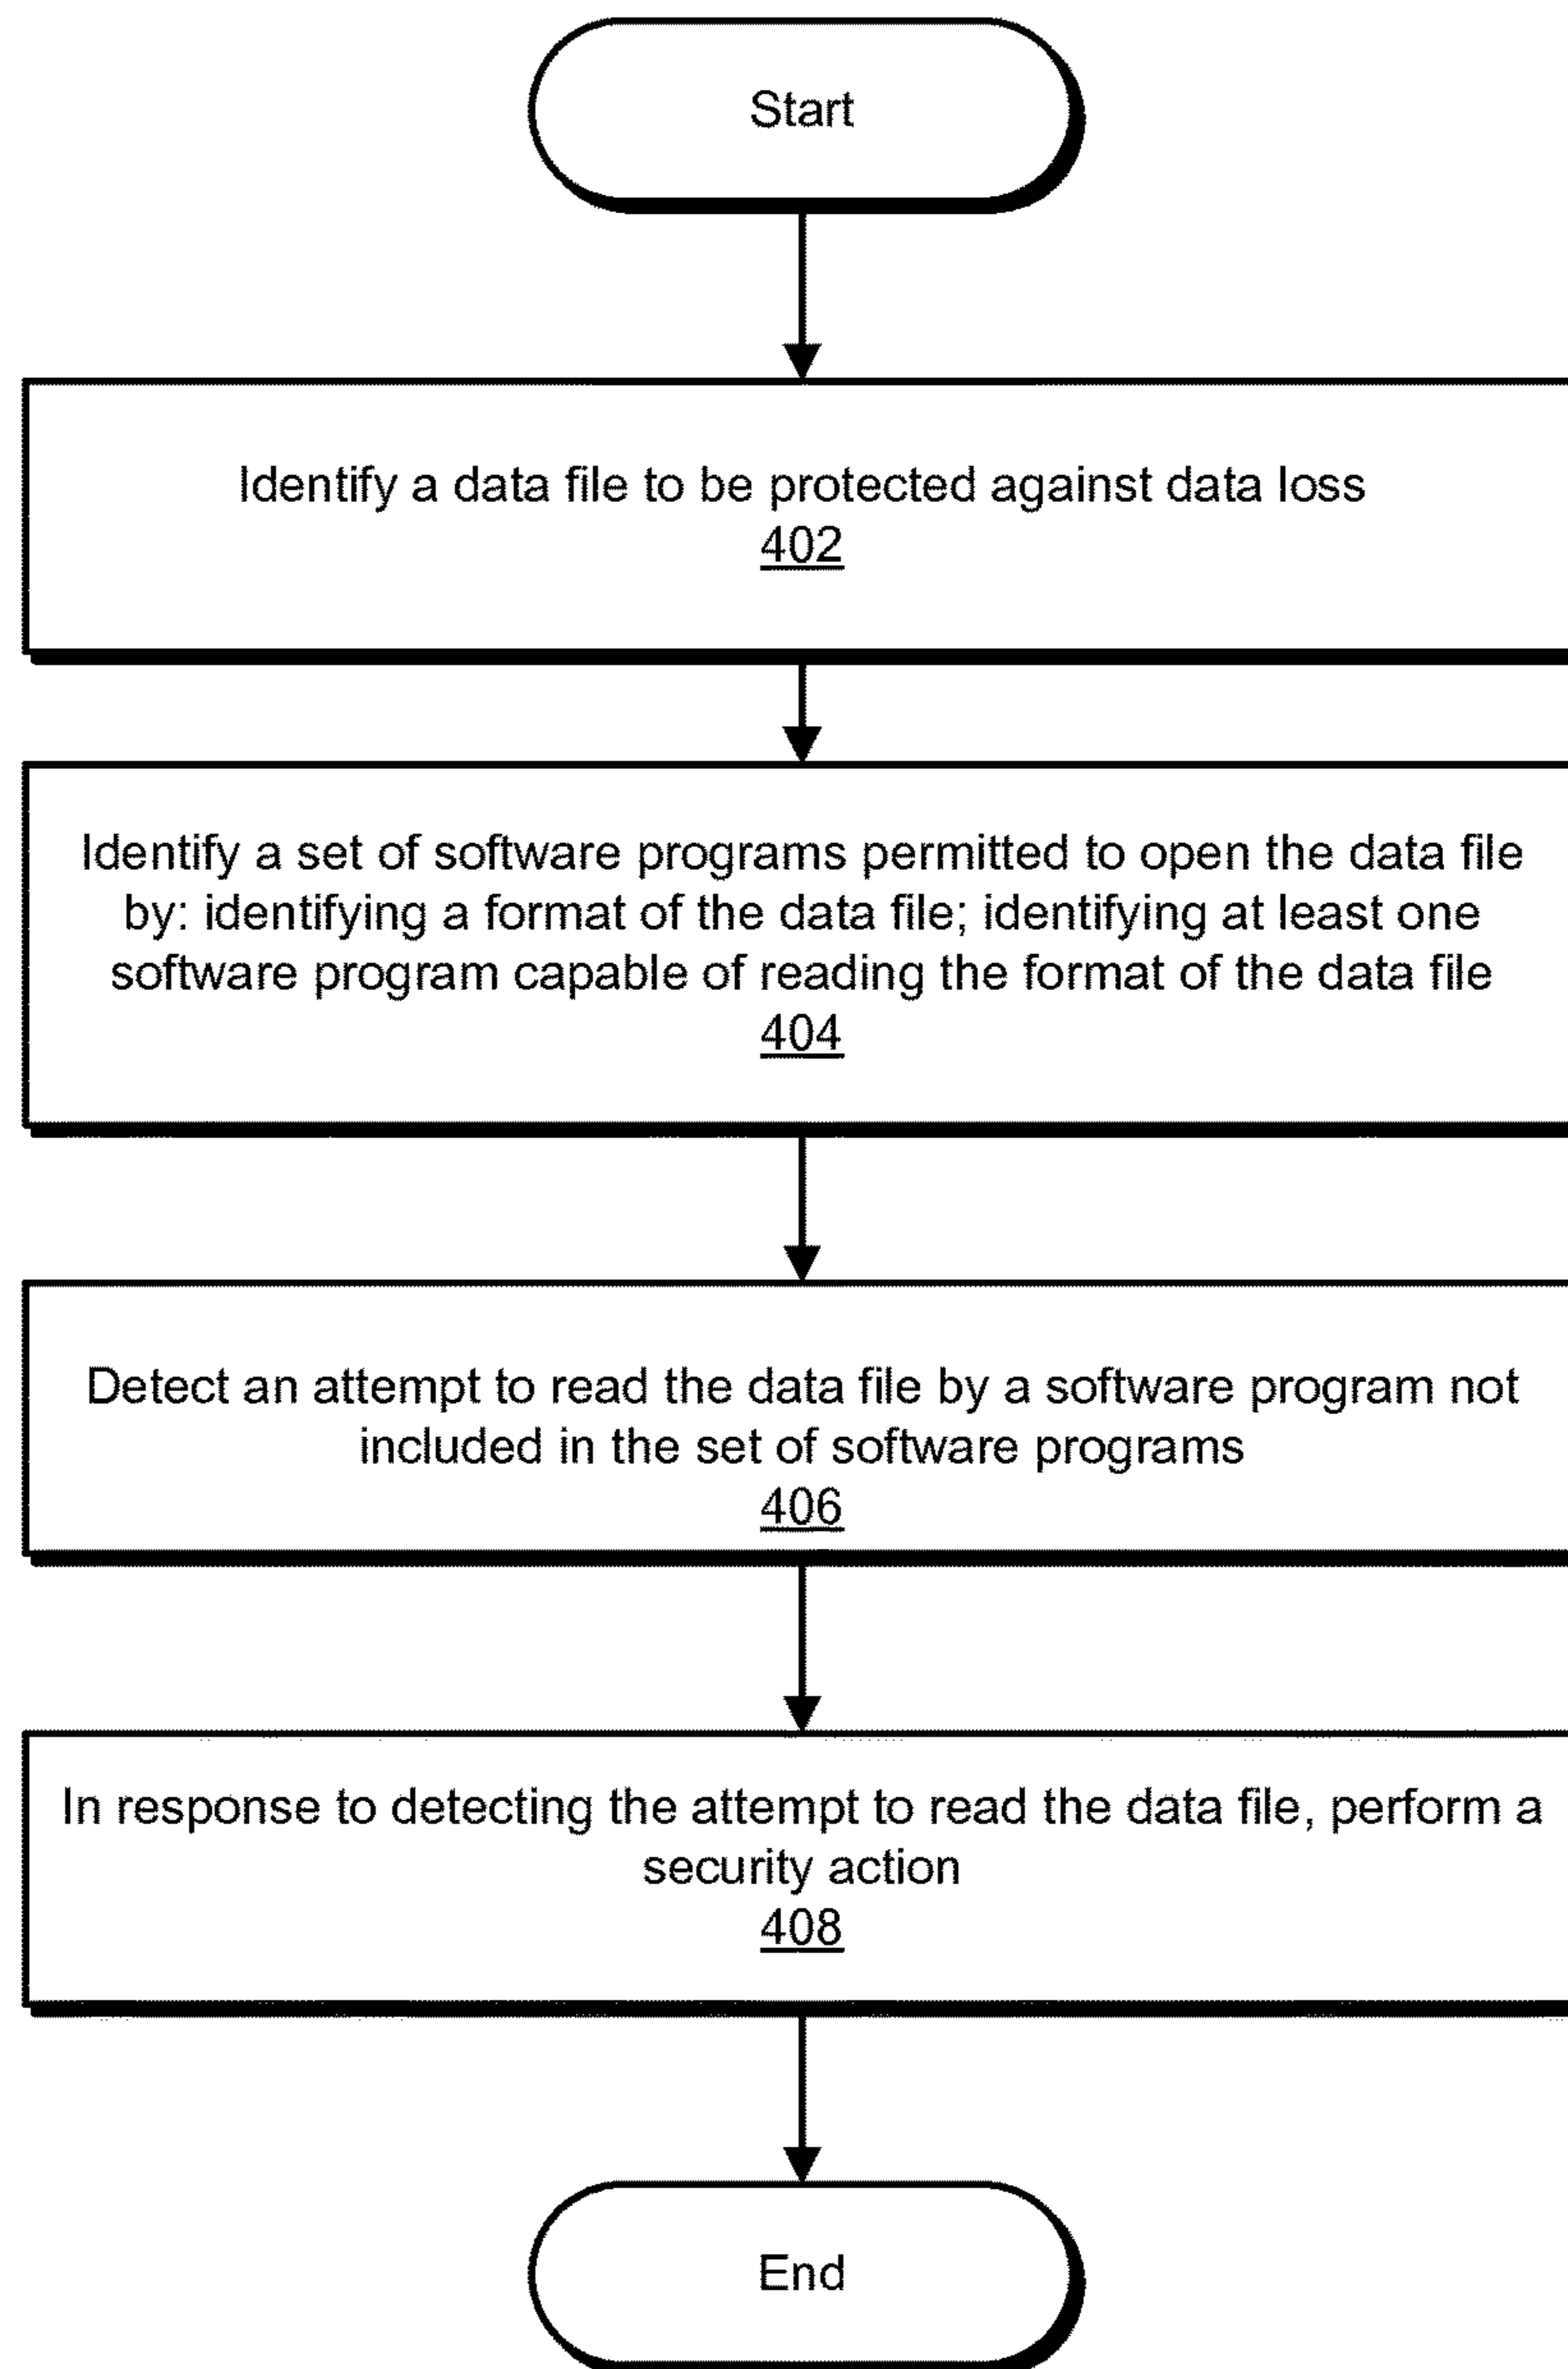 Start
Identify a data file to be protected against data loss
402
Identify a set of software programs permitted to open the data file
by: identifying a format of the data file; identifying at least one
software program capable of reading the format of the data file
404
Detect an attempt to read the data file by a software program not
included in the set of software programs
406
In response to detecting the attempt to read the data file, perform a
security action
408
End